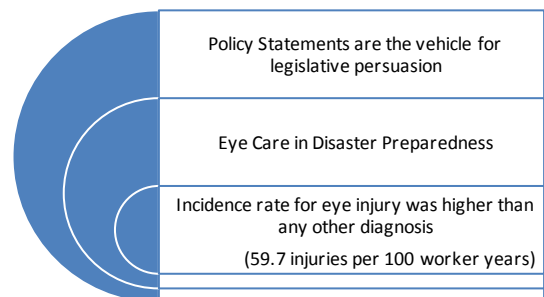 Policy Statements are the vehicle for
legislative persuasion
Eye Care in Disaster Preparedness
Incidence rate for eye injury was higher than
any other diagnosis
(59.7 injuries per 100 worker years)